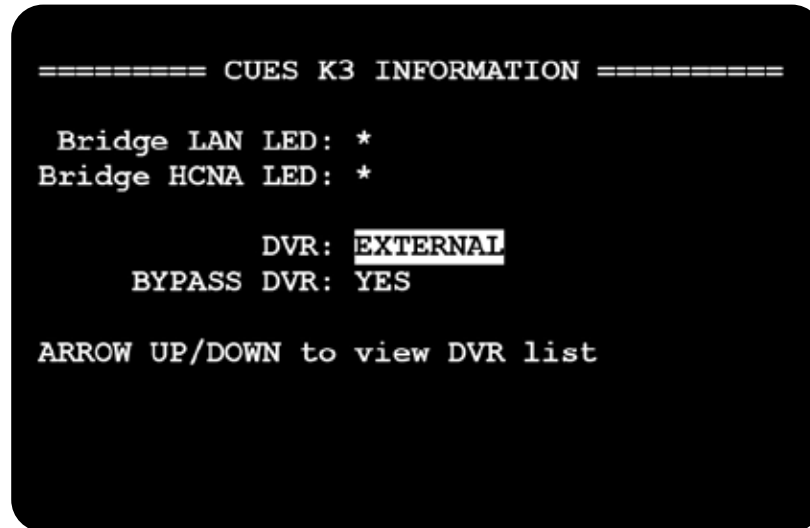 ========= CUES K3 INFORMATION ==========
Bridge LAN LED: *
Bridge HCNA LED: *
DVR: EXTERNAL
BYPASS DVR: YES
ARROW UP/DOWN to view DVR list